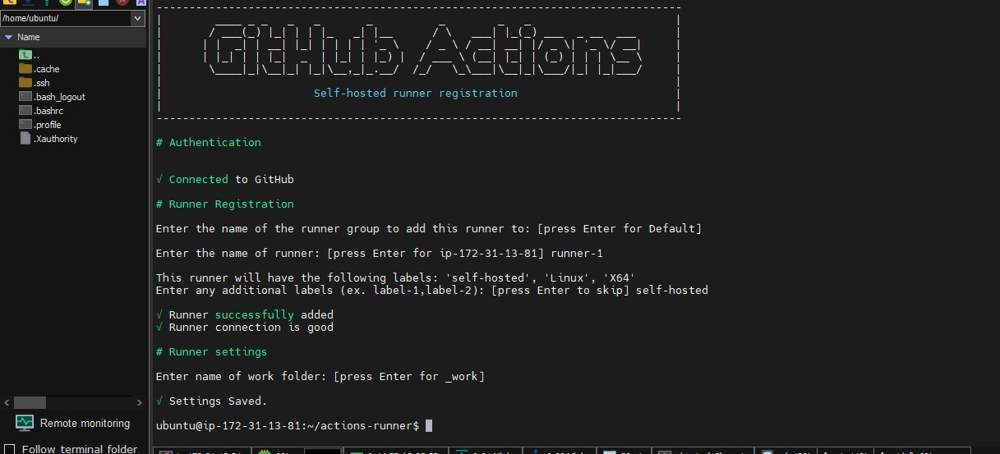 /home/ubuntu/
Name
..
.cache
.ssh
.bash_logout
.bashrc
.profile
.Xauthority
Remote monitoring
Follow terminal folder
GitHub Actions
Self-hosted runner registration
# Authentication
√ Connected to GitHub
# Runner Registration
Enter the name of the runner group to add this runner to: [press Enter for Default]
Enter the name of runner: [press Enter for ip-172-31-13-81] runner-1
This runner will have the following labels: 'self-hosted', 'Linux', 'X64'
Enter any additional labels (ex. label-1,label-2): [press Enter to skip] self-hosted
√ Runner successfully added
√ Runner connection is good
# Runner settings
Enter name of work folder: [press Enter for _work]
√ Settings Saved.
ubuntu@ip-172-31-13-81:~/actions-runner$